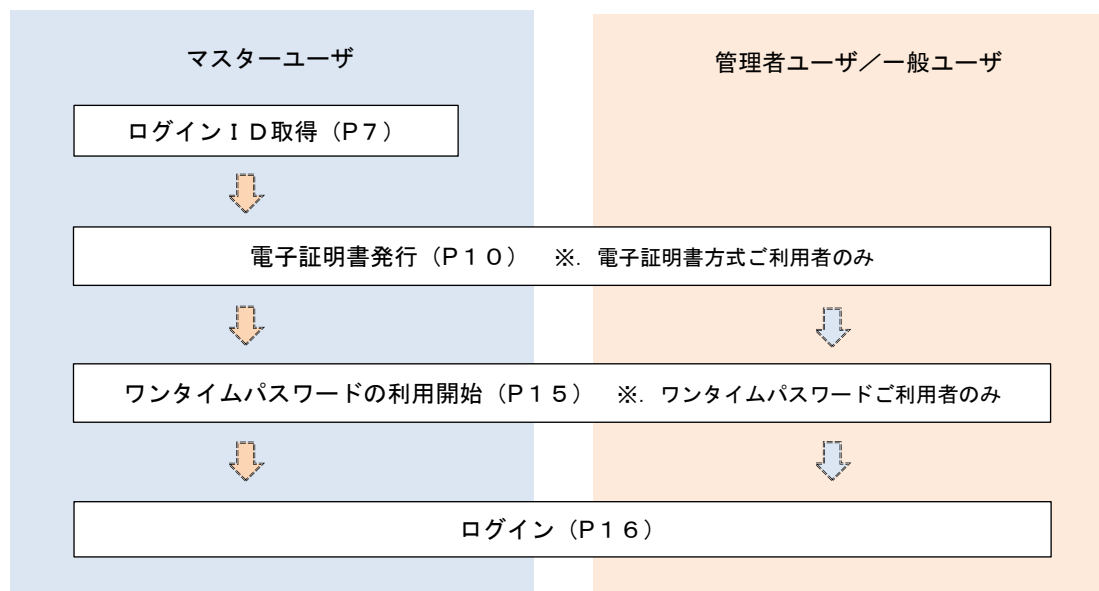 マスターユーザ
管理者ユーザ／一般ユーザ
ログインＩＤ取得（P７）
電子証明書発行（P１０）　※．電子証明書方式ご利用者のみ
ワンタイムパスワードの利用開始（P１５）　※．ワンタイムパスワードご利用者のみ
ログイン（P１６）